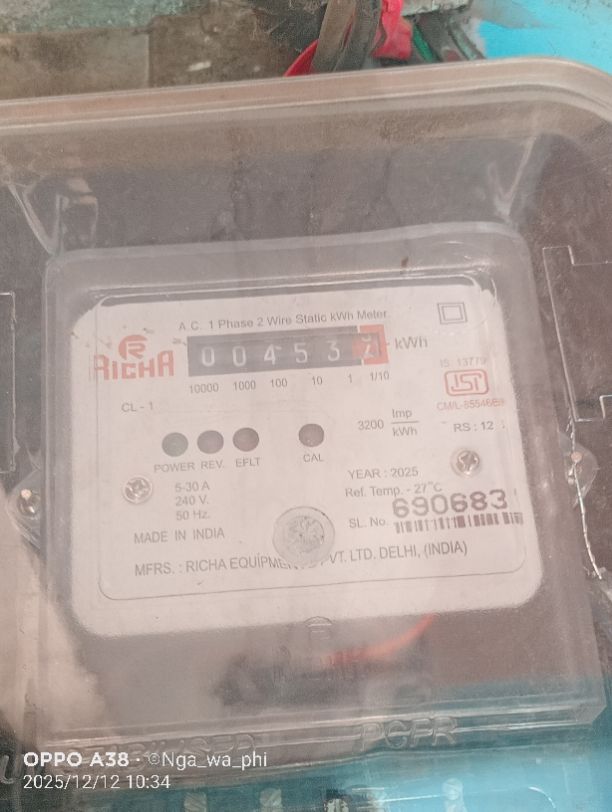 A.C. 1 Phase 2 Wire Static kWh Meter
RICHA
0 0 4 5 3
kWh
10000 1000 100 10 1 1/10
IS. 13779
ISI
CL - 1
3200 Imp
kWh
RS : 12
POWER REV. EFLT CAL
5-30 A
240 V.
50 Hz.
YEAR : 2025
Ref. Temp. - 27°C
SL. No. 690683
MADE IN INDIA
MFRS. : RICHA EQUIPMEN PVT. LTD. DELHI, (INDIA)
OPPO A38 · ©Nga_wa_phi
2025/12/12 10:34